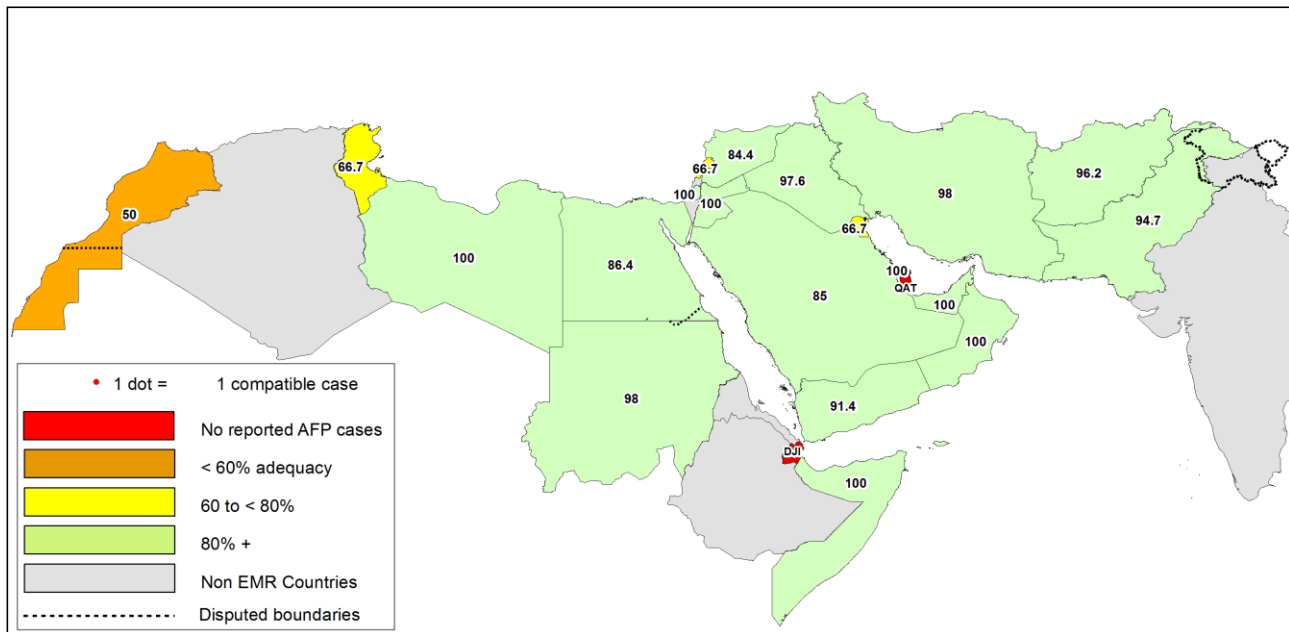 84.4
66.7
66.7
97.6
96.2
98
94.7
100
100
50
66.7
100
86.4
100
QAT
85
100
100
98
91.4
DJI
100
1 dot = 1 compatible case
No reported AFP cases
< 60% adequacy
60 to < 80%
80% +
Non EMR Countries
Disputed boundaries